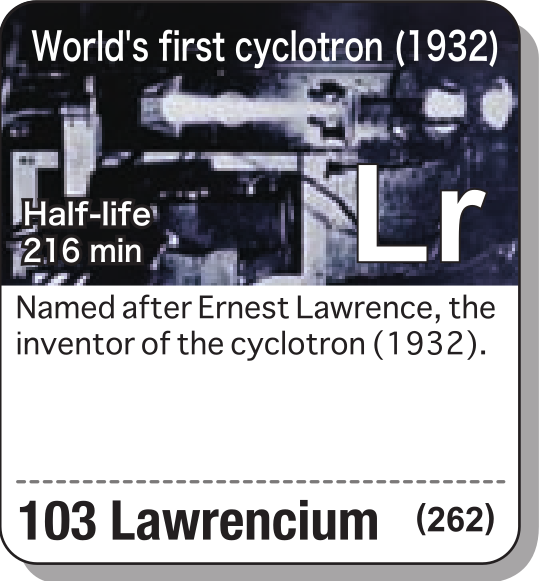 World's first cyclotron (1932)
Half-life
216 min
Lr
Named after Ernest Lawrence, the
inventor of the cyclotron (1932).
103 Lawrencium (262)